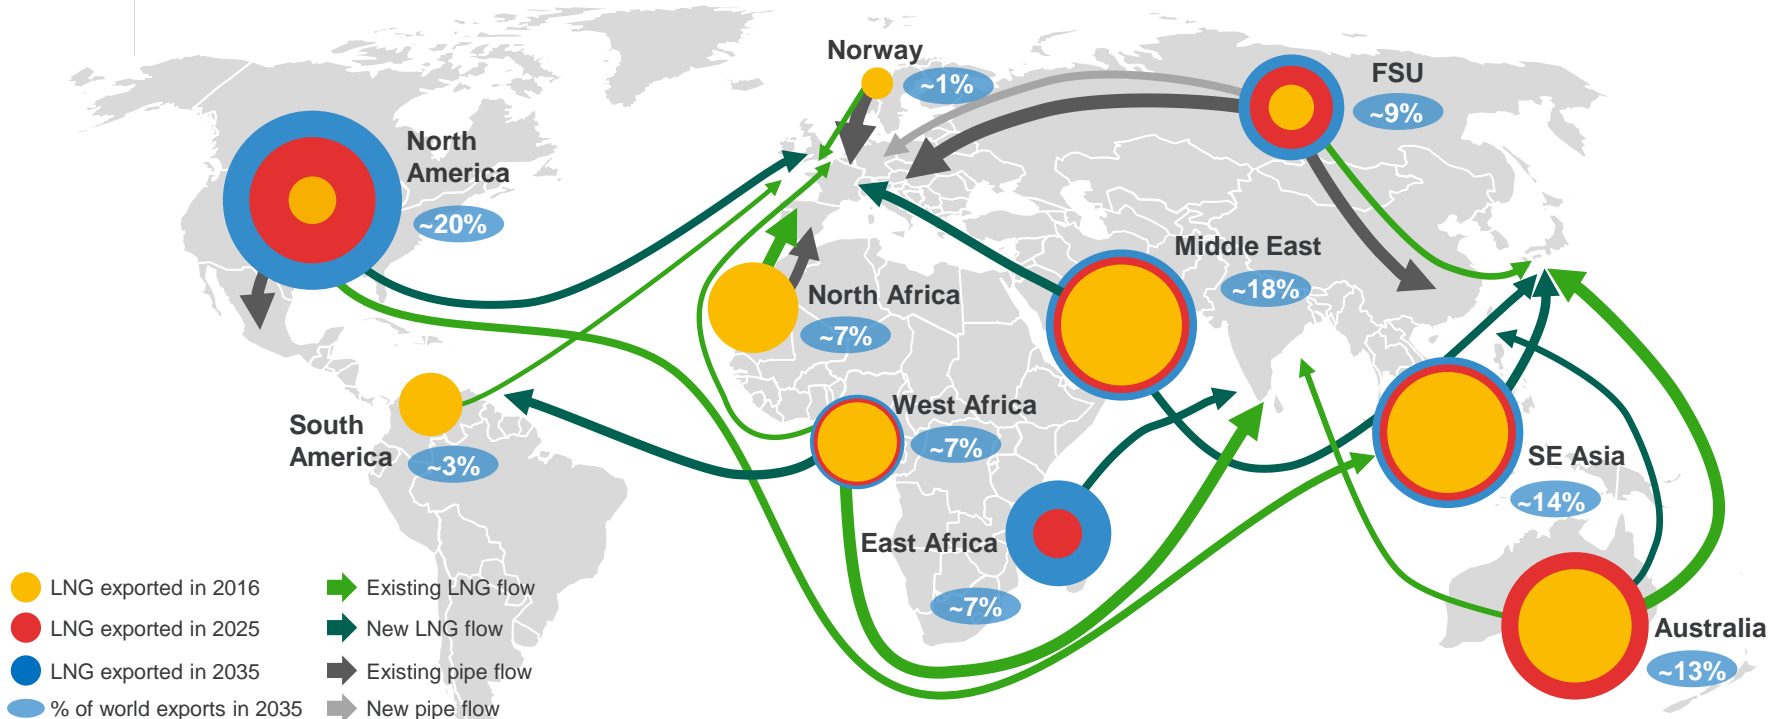 Norway
~1%
FSU
~9%
North
America
~20%
Middle East
~18%
North Africa
~7%
West Africa
~7%
South
America
~3%
SE Asia
~14%
East Africa
~7%
Australia
~13%
LNG exported in 2016
LNG exported in 2025
LNG exported in 2035
% of world exports in 2035
Existing LNG flow
New LNG flow
Existing pipe flow
New pipe flow